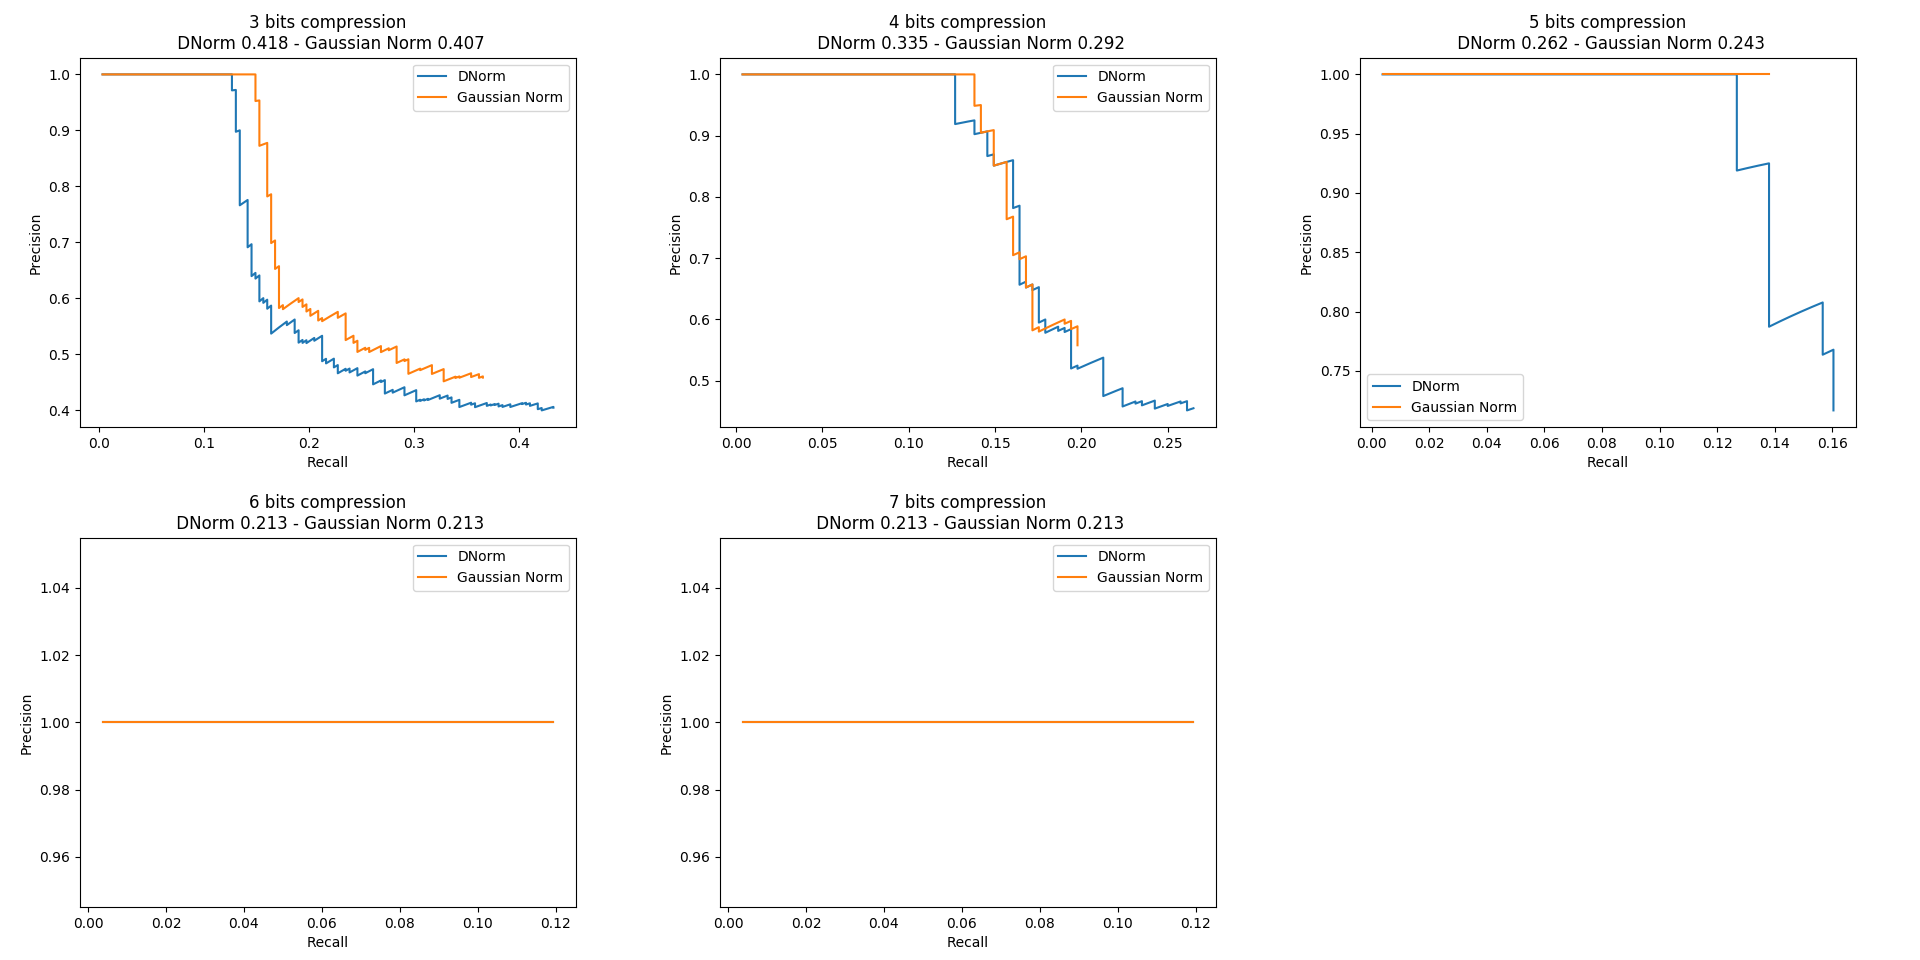 3 bits compression
DNorm 0.418 - Gaussian Norm 0.407
1.0
0.9
0.8
0.7
0.6
0.5
0.4
Precision
DNorm
Gaussian Norm
0.0 0.1 0.2 0.3 0.4
Recall
4 bits compression
DNorm 0.335 - Gaussian Norm 0.292
1.0
0.9
0.8
0.7
0.6
0.5
Precision
DNorm
Gaussian Norm
0.00 0.05 0.10 0.15 0.20 0.25
Recall
5 bits compression
DNorm 0.262 - Gaussian Norm 0.243
1.00
0.95
0.90
0.85
0.80
0.75
Precision
DNorm
Gaussian Norm
0.00 0.02 0.04 0.06 0.08 0.10 0.12 0.14 0.16
Recall
6 bits compression
DNorm 0.213 - Gaussian Norm 0.213
1.04
1.02
1.00
0.98
0.96
Precision
DNorm
Gaussian Norm
0.00 0.02 0.04 0.06 0.08 0.10 0.12
Recall
7 bits compression
DNorm 0.213 - Gaussian Norm 0.213
1.04
1.02
1.00
0.98
0.96
Precision
DNorm
Gaussian Norm
0.00 0.02 0.04 0.06 0.08 0.10 0.12
Recall